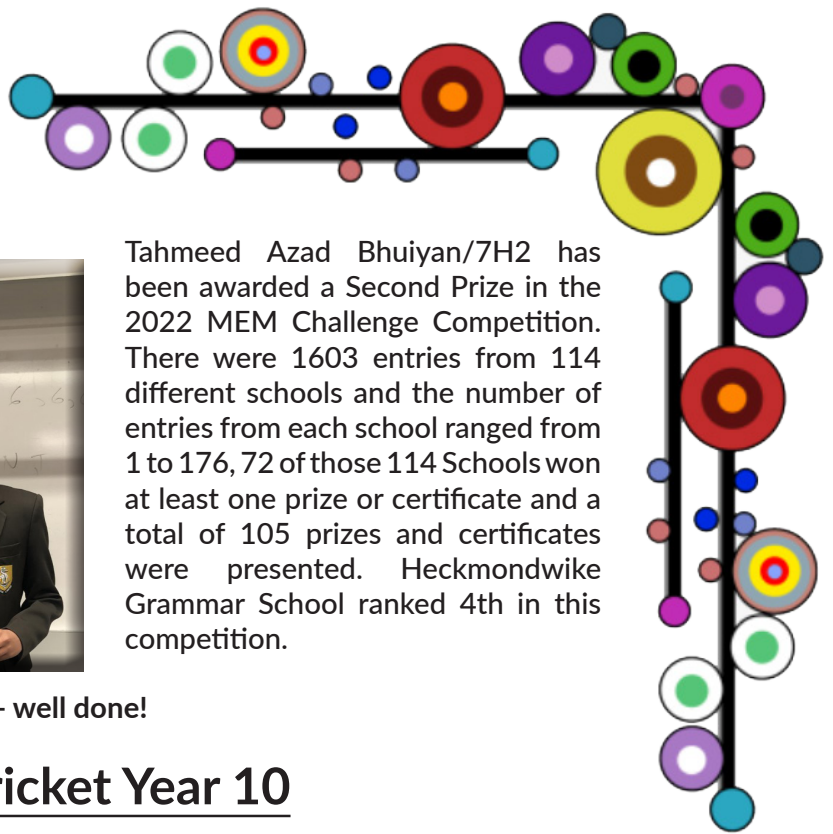 Tahmeed Azad Bhuiyan/7H2 has
been awarded a Second Prize in the
2022 MEM Challenge Competition.
There were 1603 entries from 114
different schools and the number of
entries from each school ranged from
1 to 176, 72 of those 114 Schools won
at least one prize or certificate and a
total of 105 prizes and certificates
were presented. Heckmondwike
Grammar School ranked 4th in this
competition.
- well done!
ricket Year 10